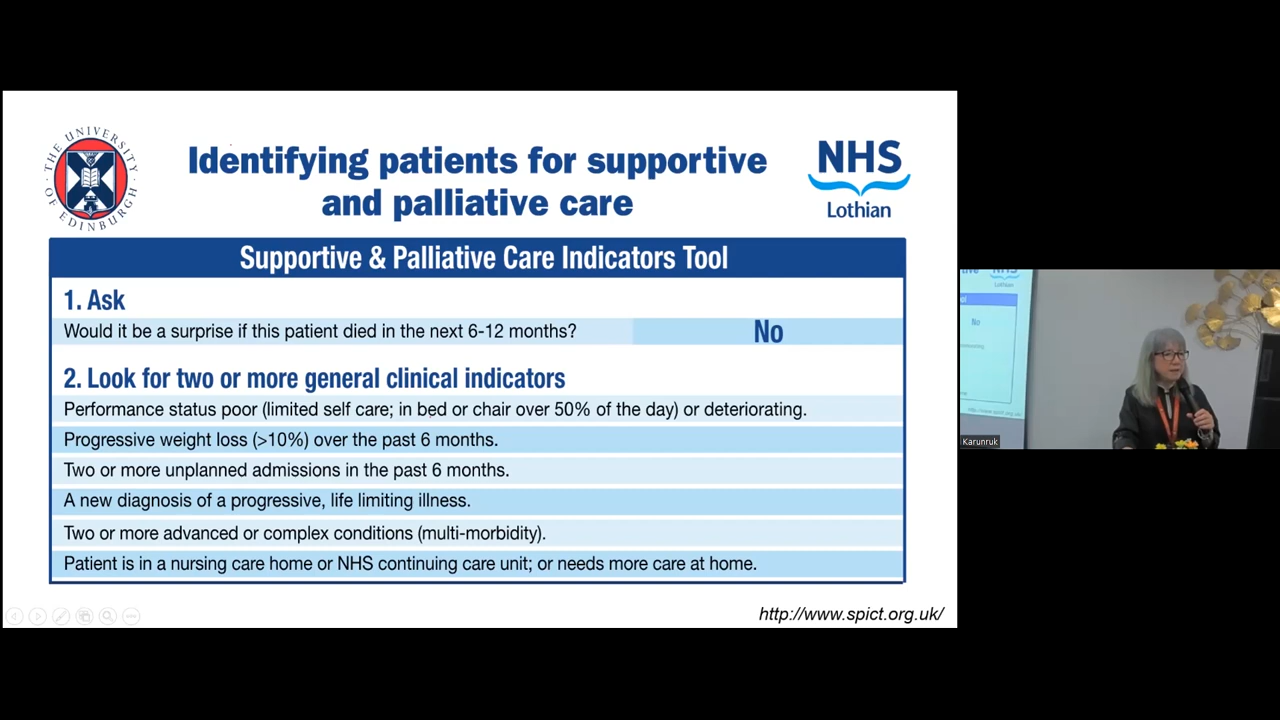 THE UNIVERSITY
OF EDINBURGH
Identifying patients for supportive
and palliative care
NHS
Lothian
Supportive & Palliative Care Indicators Tool
1. Ask
Would it be a surprise if this patient died in the next 6-12 months?
No
2. Look for two or more general clinical indicators
Performance status poor (limited self care; in bed or chair over 50% of the day) or deteriorating.
Progressive weight loss (>10%) over the past 6 months.
Two or more unplanned admissions in the past 6 months.
A new diagnosis of a progressive, life limiting illness.
Two or more advanced or complex conditions (multi-morbidity).
Patient is in a nursing care home or NHS continuing care unit; or needs more care at home.
http://www.spict.org.uk/
NHS
Lothian
No
Karunruk